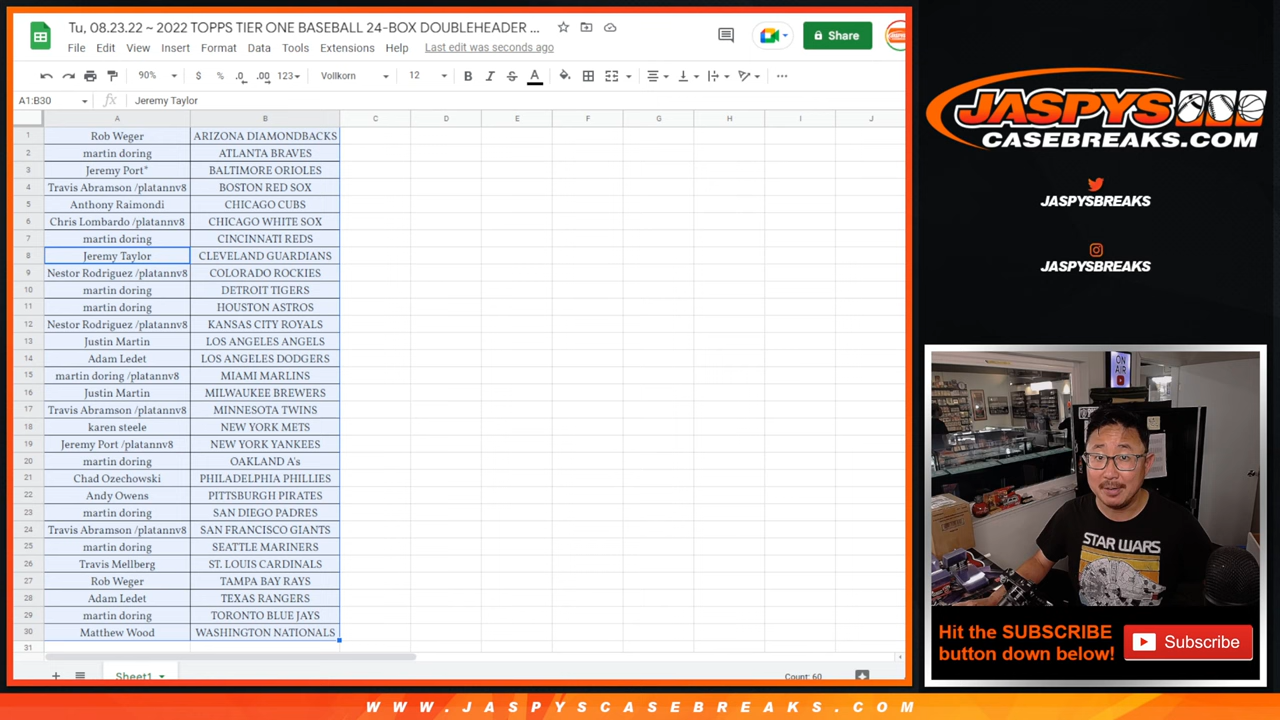 Tu, 08.23.22 ~ 2022 TOPPS TIER ONE BASEBALL 24-BOX DOUBLEHEADER ...
File Edit View Insert Format Data Tools Extensions Help Last edit was seconds ago
Share
90% $ % .0 .00 123 Vollkorn 12 B I S A ...
A1:B30 fx Jeremy Taylor
A B C D E F G H I J
1 Rob Weger ARIZONA DIAMONDBACKS
2 martin doring ATLANTA BRAVES
3 Jeremy Port* BALTIMORE ORIOLES
4 Travis Abramson /platannv8 BOSTON RED SOX
5 Anthony Raimondi CHICAGO CUBS
6 Chris Lombardo /platannv8 CHICAGO WHITE SOX
7 martin doring CINCINNATI REDS
8 Jeremy Taylor CLEVELAND GUARDIANS
9 Nestor Rodriguez /platannv8 COLORADO ROCKIES
10 martin doring DETROIT TIGERS
11 martin doring HOUSTON ASTROS
12 Nestor Rodriguez /platannv8 KANSAS CITY ROYALS
13 Justin Martin LOS ANGELES ANGELS
14 Adam Ledet LOS ANGELES DODGERS
15 martin doring /platannv8 MIAMI MARLINS
16 Justin Martin MILWAUKEE BREWERS
17 Travis Abramson /platannv8 MINNESOTA TWINS
18 karen steele NEW YORK METS
19 Jeremy Port /platannv8 NEW YORK YANKEES
20 martin doring OAKLAND A's
21 Chad Ozechowski PHILADELPHIA PHILLIES
22 Andy Owens PITTSBURGH PIRATES
23 martin doring SAN DIEGO PADRES
24 Travis Abramson /platannv8 SAN FRANCISCO GIANTS
25 martin doring SEATTLE MARINERS
26 Travis Mellberg ST. LOUIS CARDINALS
27 Rob Weger TAMPA BAY RAYS
28 Adam Ledet TEXAS RANGERS
29 martin doring TORONTO BLUE JAYS
30 Matthew Wood WASHINGTON NATIONALS
31
Sheet1
Count: 60
JASPYS
CASEBREAKS.COM
JASPYSBREAKS
JASPYSBREAKS
ON AIR
STAR WARS
Hit the SUBSCRIBE
button down below!
Subscribe
WWW.JASPYSCASEBREAKS.COM